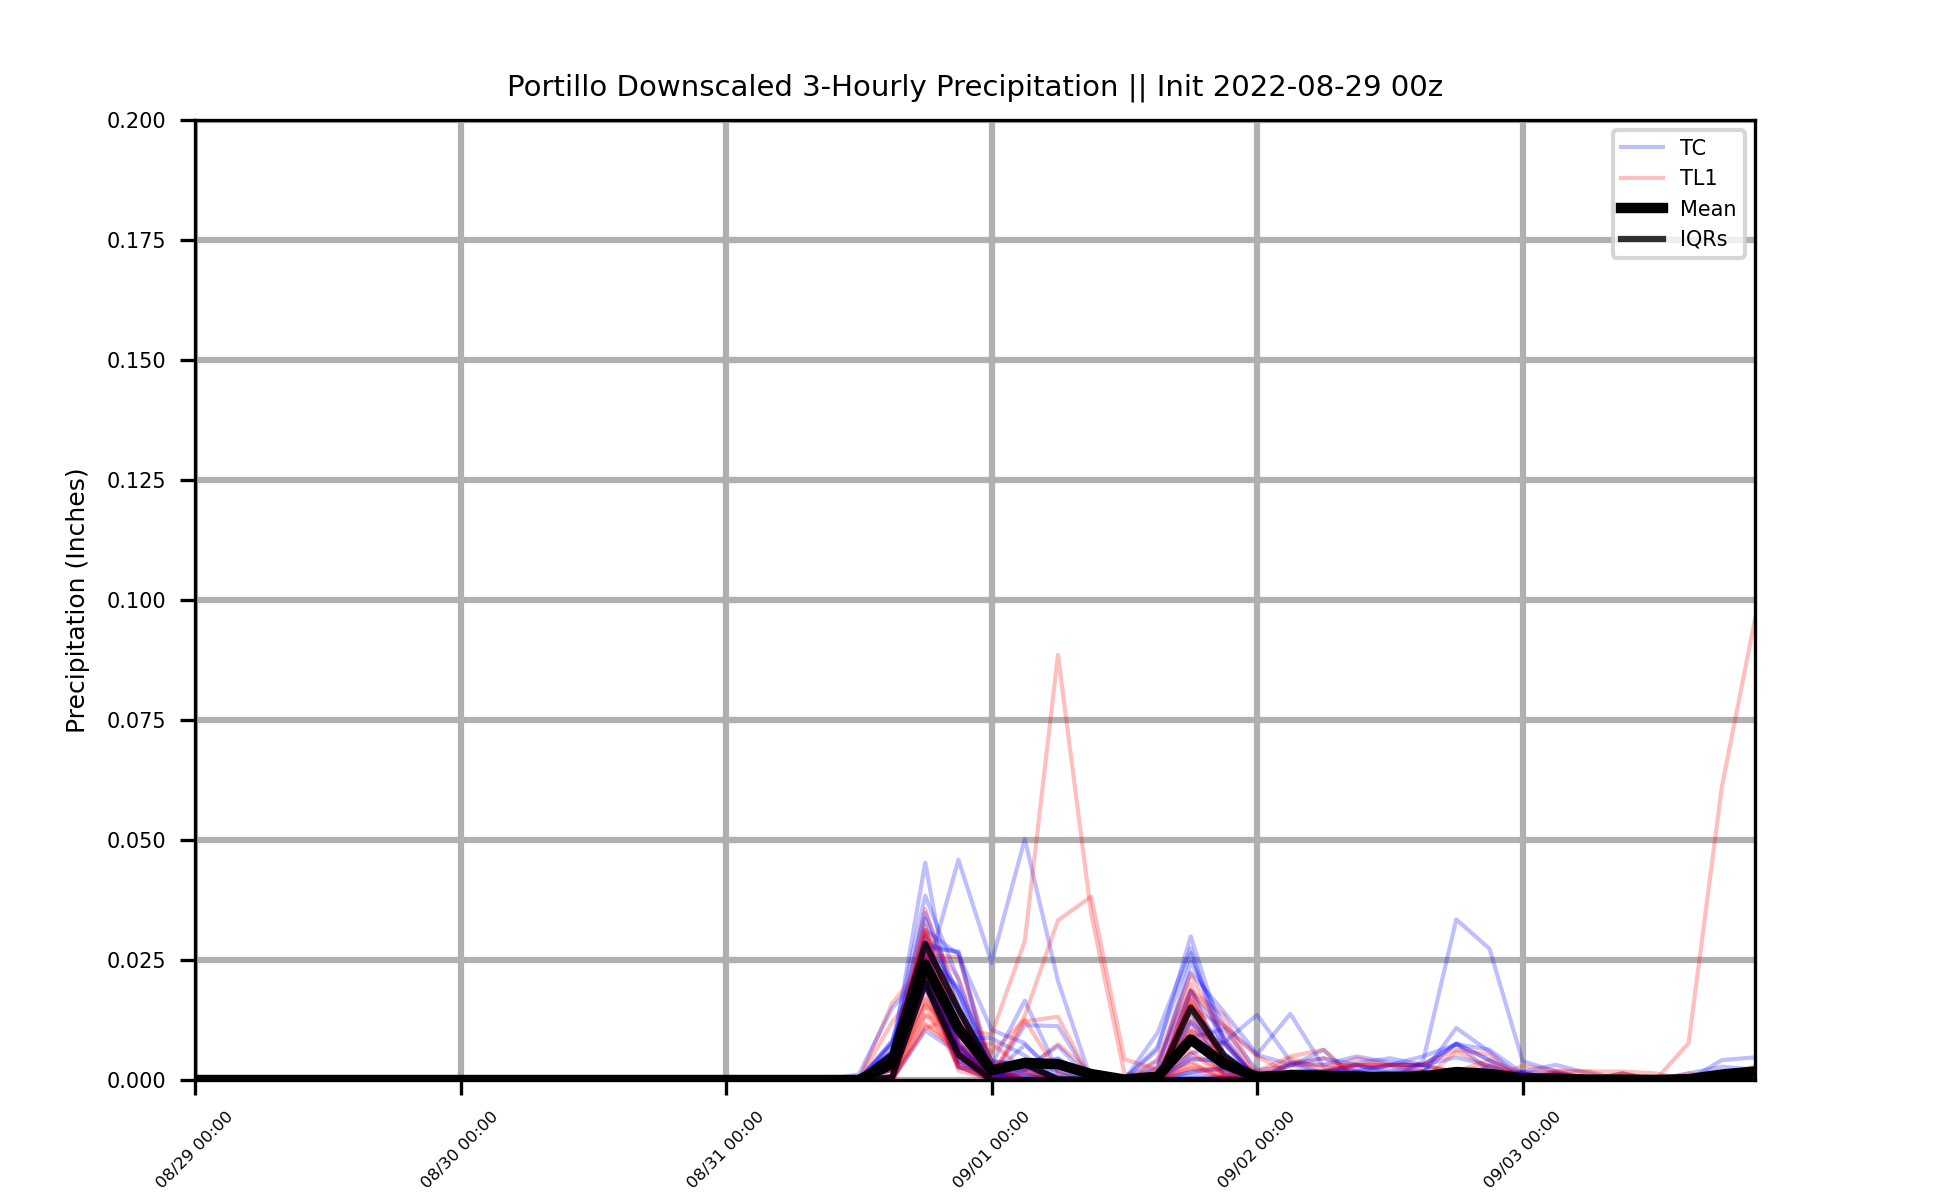 Portillo Downscaled 3-Hourly Precipitation || Init 2022-08-29 00z
0.200
0.175
0.150
0.125
0.100
0.075
0.050
0.025
0.000
Precipitation (Inches)
TC
TL1
Mean
IQRs
08/29 00:00
08/30 00:00
08/31 00:00
09/01 00:00
09/02 00:00
09/03 00:00